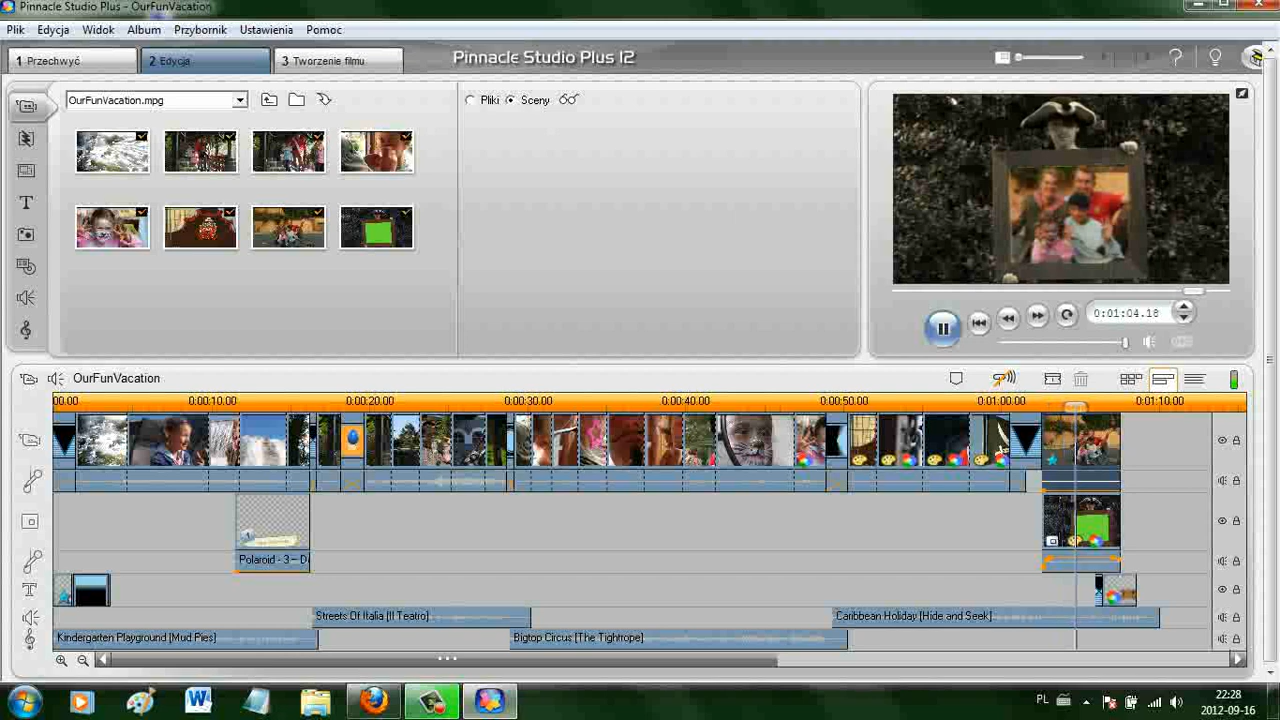 Pinnacle Studio Plus - OurFunVacation
Plik Edycja Widok Album Przybornik Ustawienia Pomoc
1 Przechwyć 2 Edycja 3 Tworzenie filmu Pinnacle Studio Plus 12
OurFunVacation.mpg Pliki Sceny
0:01:04.18
OurFunVacation
00.00 0:00:10.00 0:00:20.00 0:00:30.00 0:00:40.00 0:00:50.00 0:01:00.00 0:01:10.00
Polaroid - 3 – D
Streets Of Italia [Il Teatro] Caribbean Holiday [Hide and Seek]
Kindergarten Playground [Mud Pies] Bigtop Circus [The Tightrope]
PL 22:28
2012-09-16